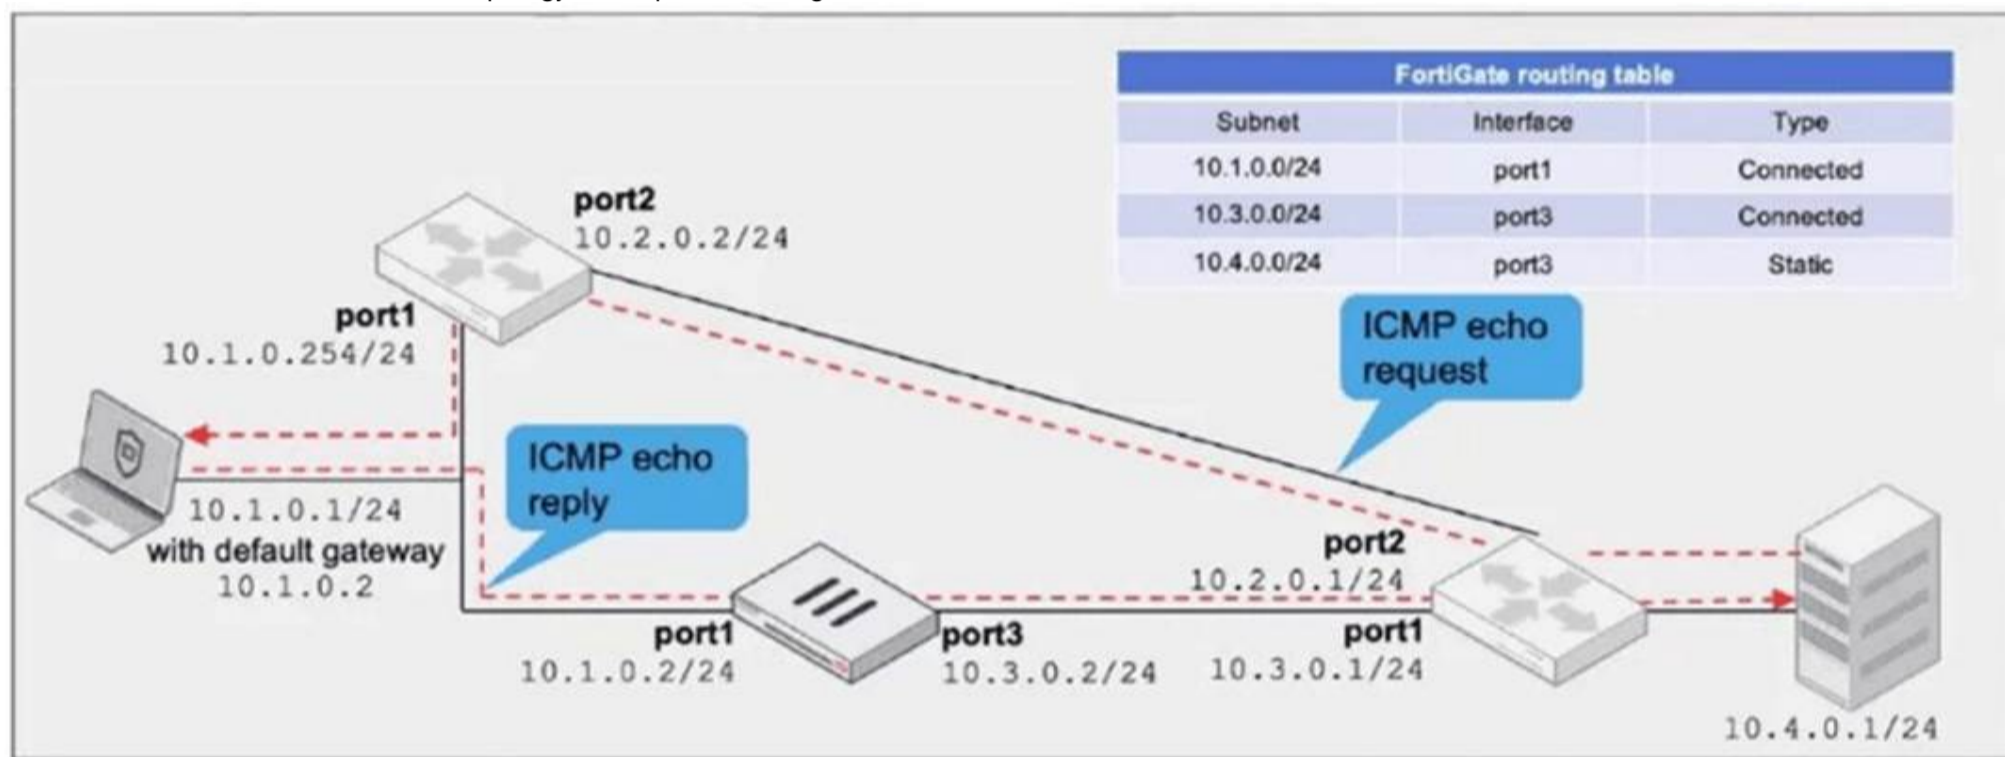 FortiGate routing table
Subnet Interface Type
10.1.0.0/24 port1 Connected
10.3.0.0/24 port3 Connected
10.4.0.0/24 port3 Static
port2
10.2.0.2/24
port1
10.1.0.254/24
ICMP echo
request
ICMP echo
reply
10.1.0.1/24
with default gateway
10.1.0.2
port2
10.2.0.1/24
port1
10.1.0.2/24
port3
10.3.0.2/24
port1
10.3.0.1/24
10.4.0.1/24